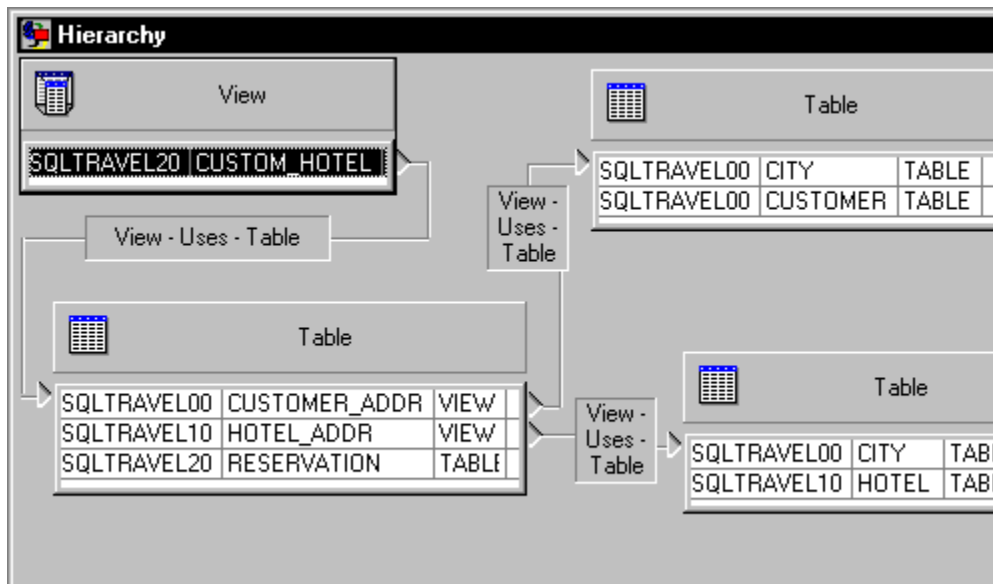 Hierarchy
View
SQLTRAVEL20 CUSTOM_HOTEL
View - Uses - Table
Table
SQLTRAVEL00 CUSTOMER_ADDR VIEW
SQLTRAVEL10 HOTEL_ADDR VIEW
SQLTRAVEL20 RESERVATION TABLE
View -
Uses -
Table
Table
SQLTRAVEL00 CITY TABLE
SQLTRAVEL00 CUSTOMER TABLE
View -
Uses -
Table
Table
SQLTRAVEL00 CITY
SQLTRAVEL10 HOTEL